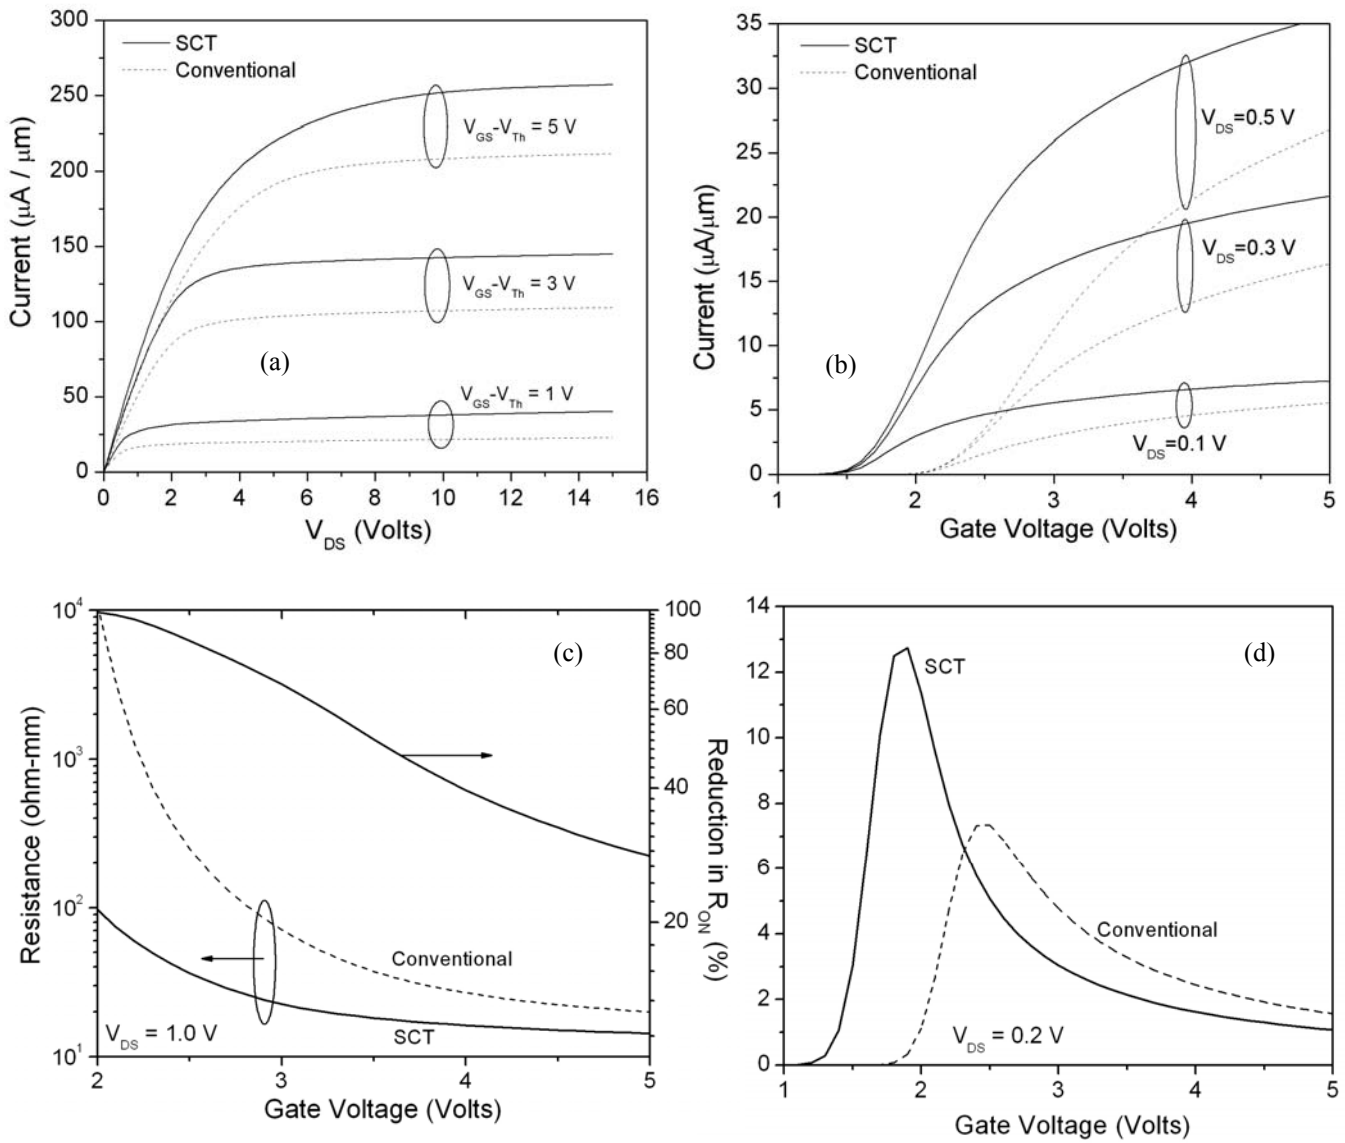 300
250
200
150
100
50
0
0 2 4 6 8 10 12 14 16
Current (μA / μm)
V_DS (Volts)
SCT
Conventional
V_GS-V_Th = 5 V
V_GS-V_Th = 3 V
V_GS-V_Th = 1 V
(a)
35
30
25
20
15
10
5
0
1 2 3 4 5
Current (μA/μm)
Gate Voltage (Volts)
SCT
Conventional
V_DS=0.5 V
V_DS=0.3 V
V_DS=0.1 V
(b)
10^4
10^3
10^2
10^1
2 3 4 5
Resistance (ohm-mm)
Gate Voltage (Volts)
100
80
60
40
20
Reduction in R_ON (%)
(c)
Conventional
SCT
V_DS = 1.0 V
14
12
10
8
6
4
2
0
1 2 3 4 5
Gate Voltage (Volts)
SCT
Conventional
V_DS = 0.2 V
(d)